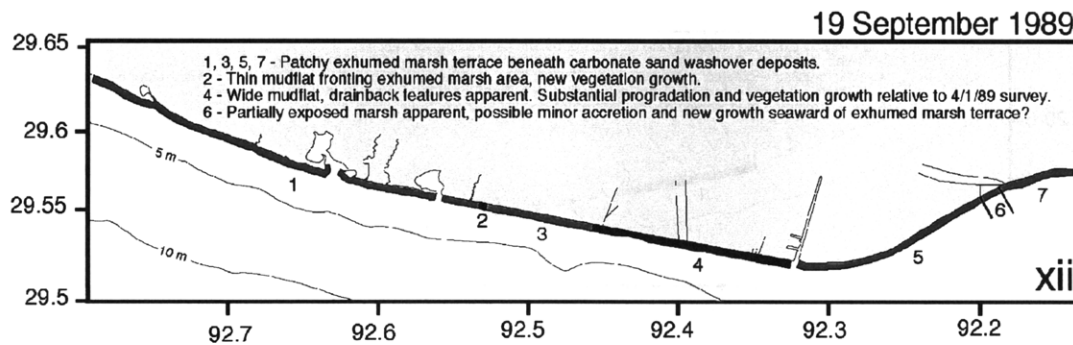 19 September 1989
29.65
1, 3, 5, 7 - Patchy exhumed marsh terrace beneath carbonate sand washover deposits.
2 - Thin mudflat fronting exhumed marsh area, new vegetation growth.
4 - Wide mudflat, drainback features apparent. Substantial progradation and vegetation growth relative to 4/1/89 survey.
6 - Partially exposed marsh apparent, possible minor accretion and new growth seaward of exhumed marsh terrace?
29.6
5 m
1
7
29.55
2
6
3
5
4
10 m
xii
29.5
92.7 92.6 92.5 92.4 92.3 92.2